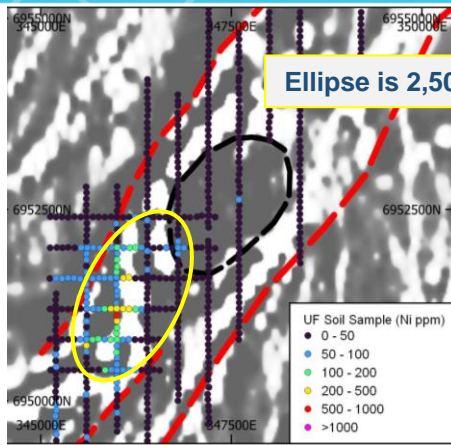 6955000N
345000E
347500E
6955000N
350000E
Ellipse is 2,50
6952500N
6952500N
UF Soil Sample (Ni ppm)
0 - 50
50 - 100
100 - 200
200 - 500
500 - 1000
>1000
6950000N
345000E
347500E